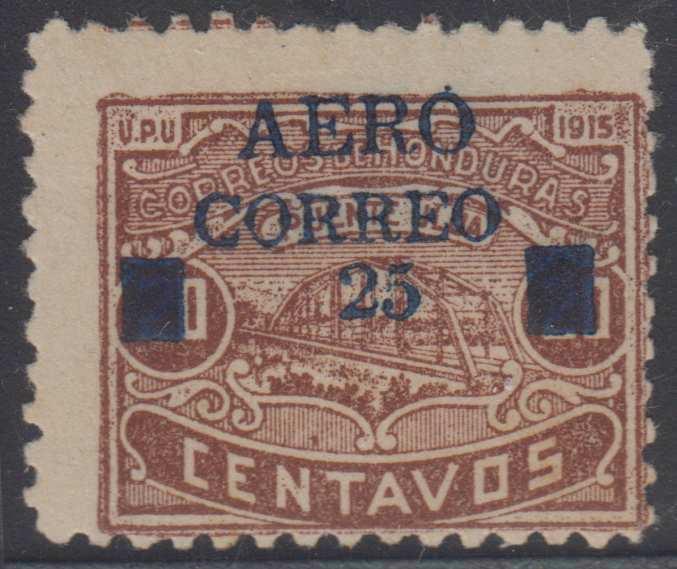 U.P.U 1915
AERO
CORREOS DE HONDURAS
CORREO
25
CENTAVOS